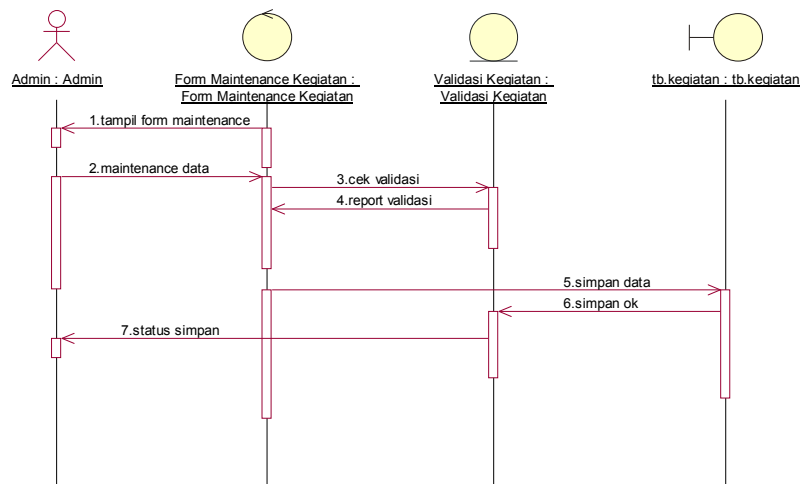 Admin : Admin
Form Maintenance Kegiatan :
Form Maintenance Kegiatan
Validasi Kegiatan :
Validasi Kegiatan
tb.kegiatan : tb.kegiatan
1.tampil form maintenance
2.maintenance data
3.cek validasi
4.report validasi
5.simpan data
6.simpan ok
7.status simpan